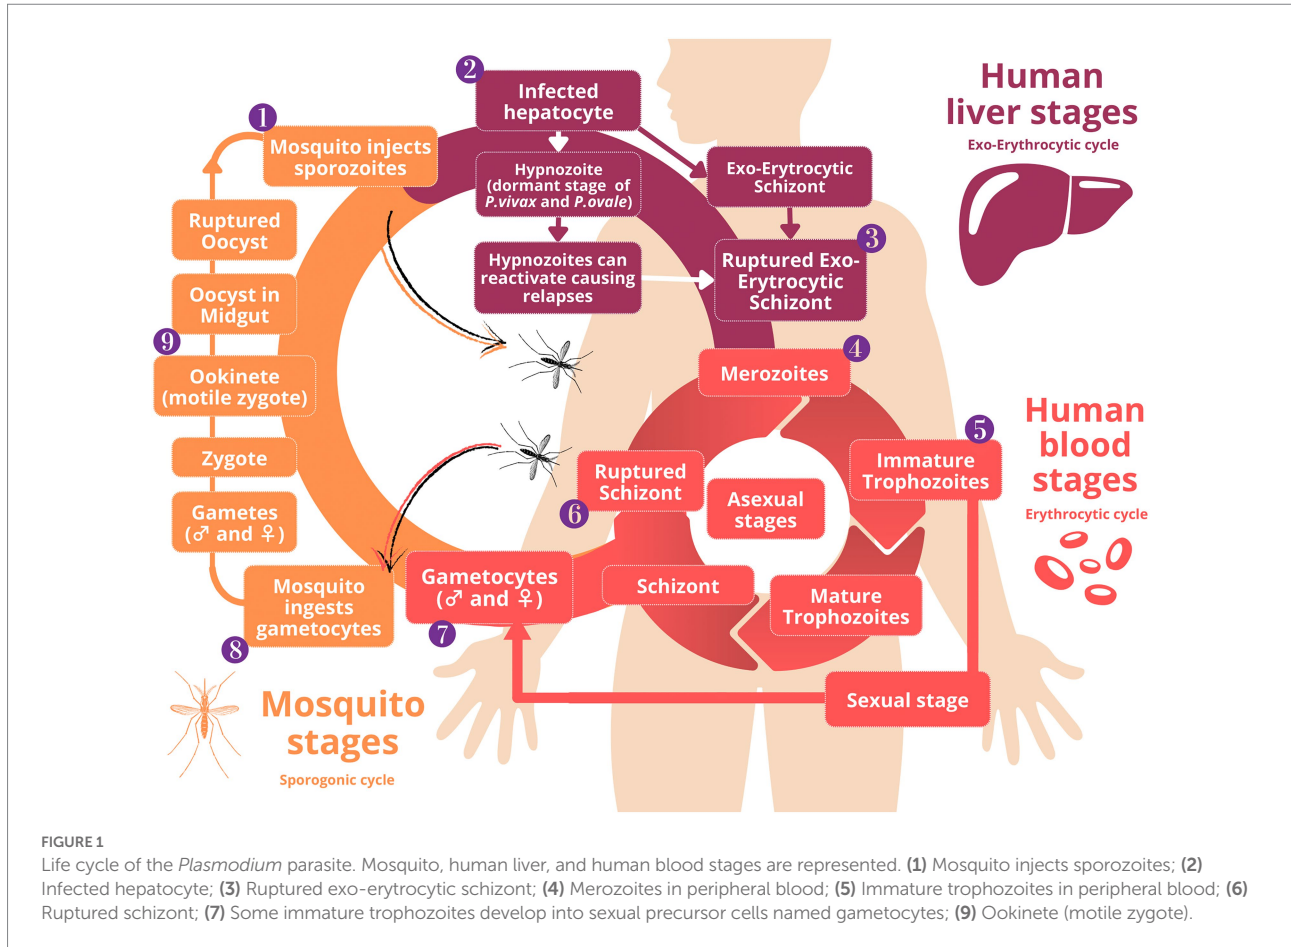 1
Mosquito injects
sporozoites
2
Infected
hepatocyte
Hypnozoite
(dormant stage of
P.vivax and P.ovale)
Hypnozoites can
reactivate causing
relapses
Exo-Erytrocytic
Schizont
3
Ruptured Exo-
Erytrocytic
Schizont
Human
liver stages
Exo-Erythrocytic cycle
4
Merozoites
5
Immature
Trophozoites
Mature
Trophozoites
Schizont
6
Ruptured
Schizont
Asexual
stages
Human
blood
stages
Erythrocytic cycle
Sexual stage
7
Gametocytes
(♂ and ♀)
8
Mosquito
ingests
gametocytes
Gametes
(♂ and ♀)
Zygote
9
Ookinete
(motile zygote)
Oocyst in
Midgut
Ruptured
Oocyst
Mosquito
stages
Sporogonic cycle
FIGURE 1
Life cycle of the Plasmodium parasite. Mosquito, human liver, and human blood stages are represented. (1) Mosquito injects sporozoites; (2)
Infected hepatocyte; (3) Ruptured exo-erytrocytic schizont; (4) Merozoites in peripheral blood; (5) Immature trophozoites in peripheral blood; (6)
Ruptured schizont; (7) Some immature trophozoites develop into sexual precursor cells named gametocytes; (9) Ookinete (motile zygote).